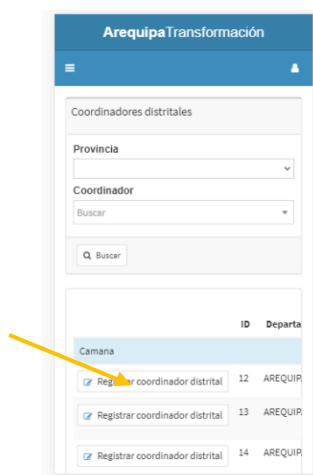 ArequipaTransformación
Coordinadores distritales
Provincia
Coordinador
Buscar
Buscar
ID Departa
Camana
Registrar coordinador distrital 12 AREQUIP
Registrar coordinador distrital 13 AREQUIP
Registrar coordinador distrital 14 AREQUIP